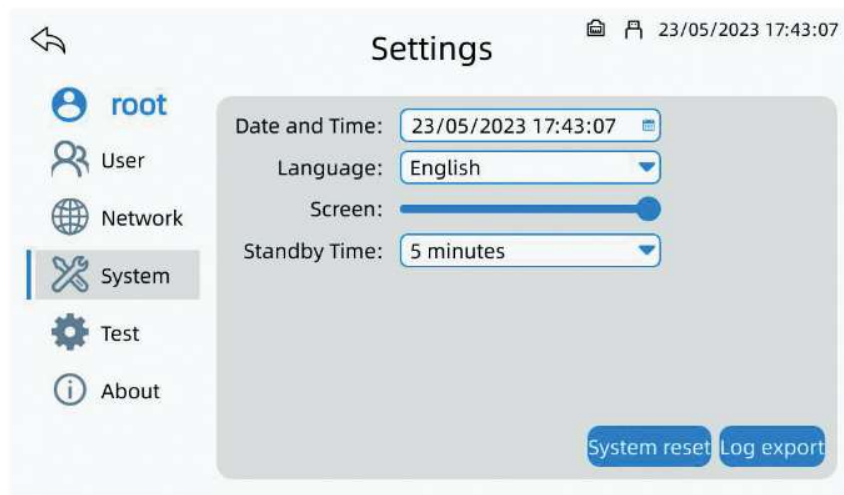 Settings
23/05/2023 17:43:07
root
User
Network
System
Test
About
Date and Time: 23/05/2023 17:43:07
Language: English
Screen:
Standby Time: 5 minutes
System reset Log export